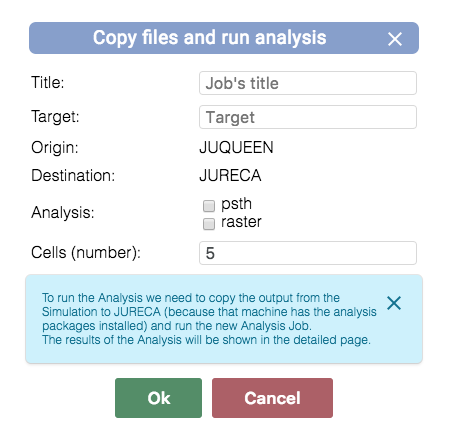 Copy files and run analysis
Title: Job's title
Target: Target
Origin: JUQUEEN
Destination: JURECA
Analysis: psth
raster
Cells (number): 5
To run the Analysis we need to copy the output from the
Simulation to JURECA (because that machine has the analysis
packages installed) and run the new Analysis Job.
The results of the Analysis will be shown in the detailed page.
Ok Cancel